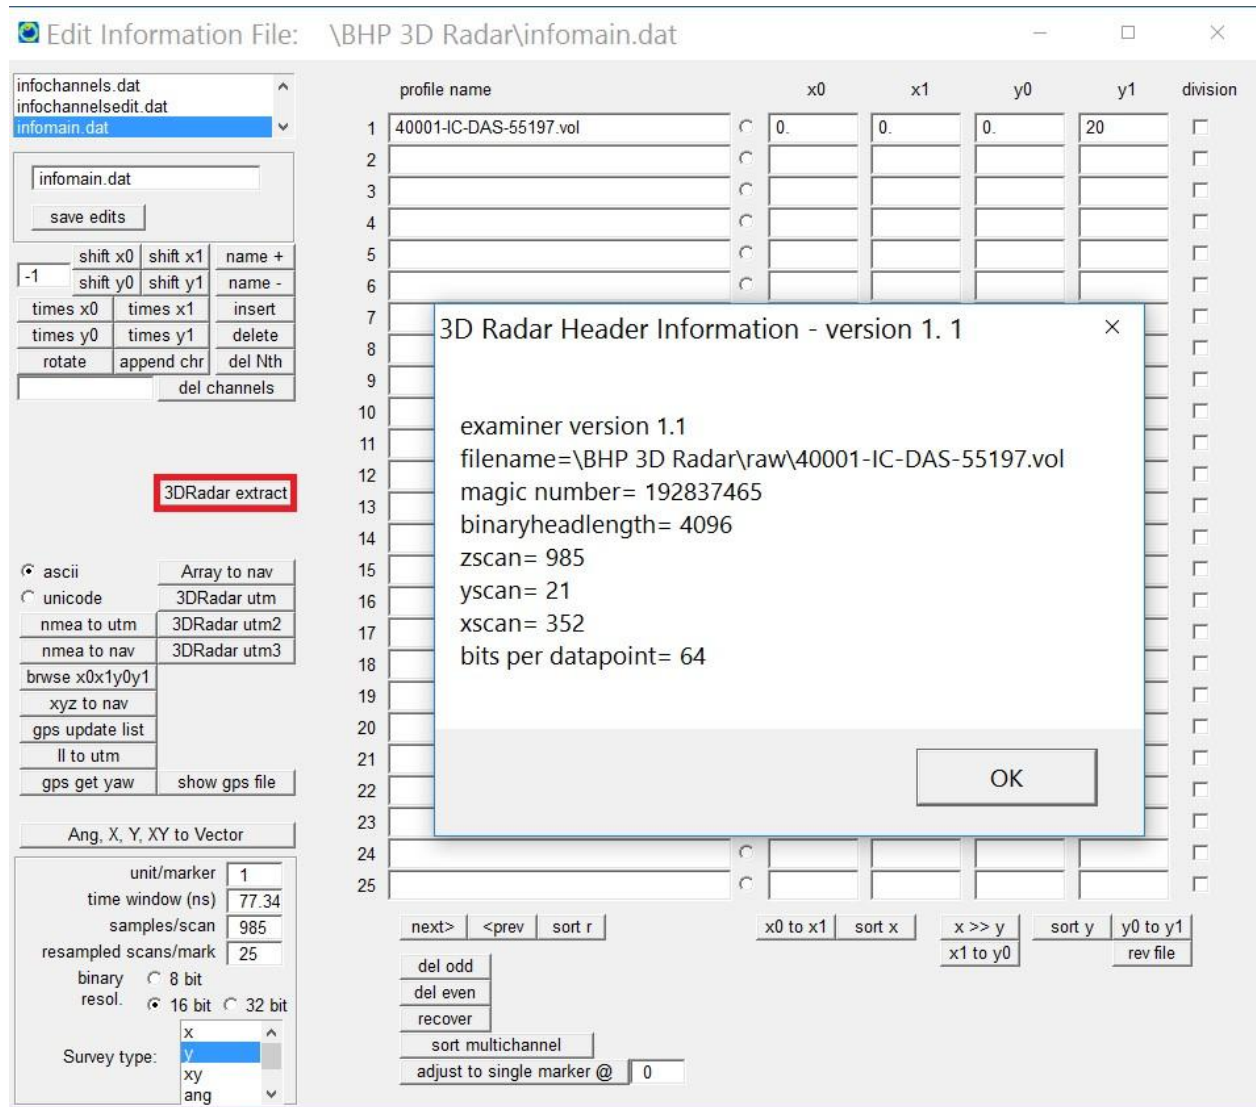 Edit Information File: \BHP 3D Radar\infomain.dat
infochannels.dat
infochannelsedit.dat
infomain.dat
infomain.dat
save edits
shift x0 shift x1 name +
-1
shift y0 shift y1 name -
times x0 times x1 insert
times y0 times y1 delete
rotate append chr del Nth
del channels
3DRadar extract
ascii Array to nav
unicode 3DRadar utm
nmea to utm 3DRadar utm2
nmea to nav 3DRadar utm3
brwse x0x1y0y1
xyz to nav
gps update list
ll to utm
gps get yaw show gps file
Ang, X, Y, XY to Vector
unit/marker 1
time window (ns) 77.34
samples/scan 985
resampled scans/mark 25
binary 8 bit
resol. 16 bit 32 bit
Survey type:
x
y
xy
ang
profile name x0 x1 y0 y1 division
1 40001-IC-DAS-55197.vol 0. 0. 0. 20
2
3
4
5
6
7
8
9
10
11
12
13
14
15
16
17
18
19
20
21
22
23
24
25
3D Radar Header Information - version 1. 1
examiner version 1.1
filename=\BHP 3D Radar\raw\40001-IC-DAS-55197.vol
magic number= 192837465
binaryheadlength= 4096
zscan= 985
yscan= 21
xscan= 352
bits per datapoint= 64
OK
next> <prev sort r x0 to x1 sort x x >> y sort y y0 to y1
x1 to y0 rev file
del odd
del even
recover
sort multichannel
adjust to single marker @ 0